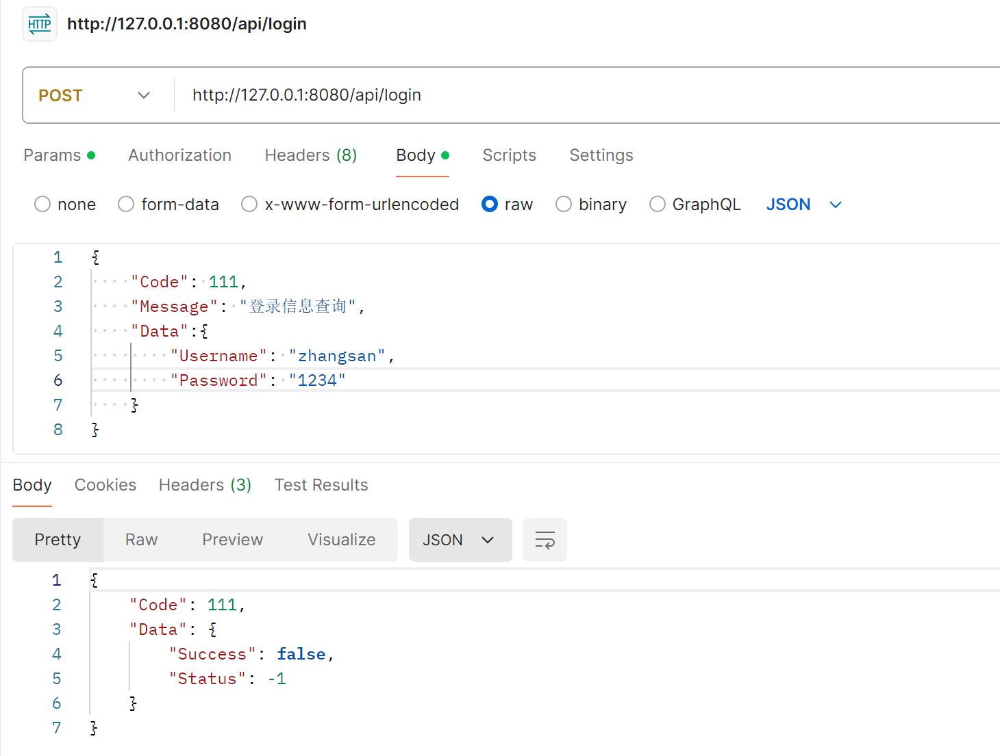 HTTP http://127.0.0.1:8080/api/login
POST http://127.0.0.1:8080/api/login
Params Authorization Headers (8) Body Scripts Settings
none form-data x-www-form-urlencoded raw binary GraphQL JSON
1 {
2 "Code": 111,
3 "Message": "登录信息查询",
4 "Data":{
5 "Username": "zhangsan",
6 "Password": "1234"
7 }
8 }
Body Cookies Headers (3) Test Results
Pretty Raw Preview Visualize JSON
1 {
2 "Code": 111,
3 "Data": {
4 "Success": false,
5 "Status": -1
6 }
7 }